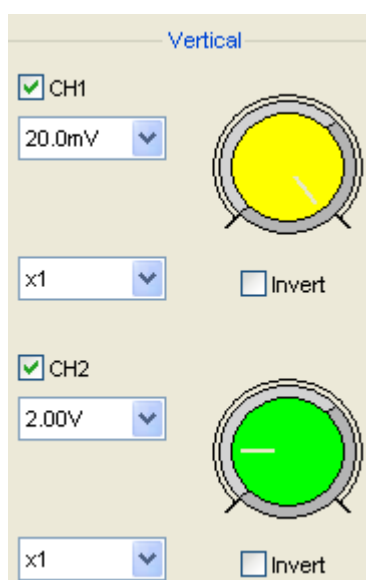 Vertical
CH1
20.0mV
x1
Invert
CH2
2.00V
x1
Invert